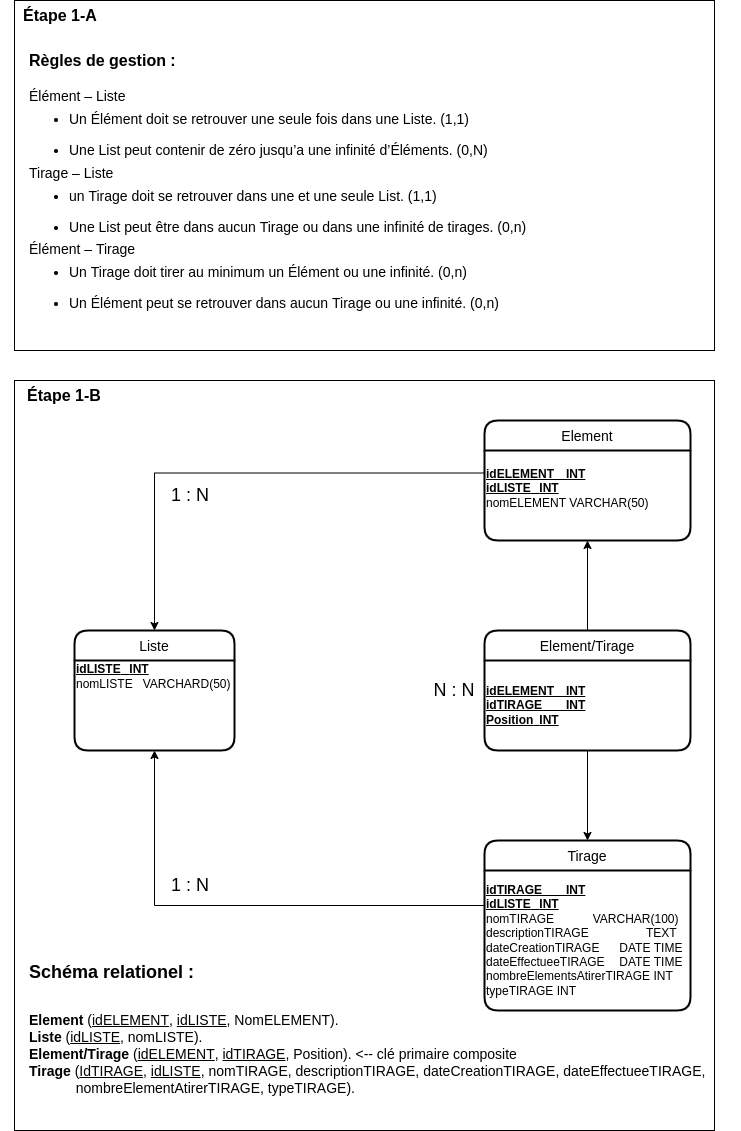 Étape 1-A
Règles de gestion :
Élément – Liste
• Un Élément doit se retrouver une seule fois dans une Liste. (1,1)
• Une List peut contenir de zéro jusqu'a une infinité d'Éléments. (0,N)
Tirage – Liste
• un Tirage doit se retrouver dans une et une seule List. (1,1)
• Une List peut être dans aucun Tirage ou dans une infinité de tirages. (0,n)
Élément – Tirage
• Un Tirage doit tirer au minimum un Élément ou une infinité. (0,n)
• Un Élément peut se retrouver dans aucun Tirage ou une infinité. (0,n)
Étape 1-B
Element
idELEMENT INT
idLISTE INT
nomELEMENT VARCHAR(50)
1 : N
Liste
idLISTE INT
nomLISTE VARCHARD(50)
Element/Tirage
N : N
idELEMENT INT
idTIRAGE INT
Position INT
1 : N
Tirage
idTIRAGE INT
idLISTE INT
nomTIRAGE VARCHAR(100)
descriptionTIRAGE TEXT
dateCreationTIRAGE DATE TIME
dateEffectueeTIRAGE DATE TIME
nombreElementsAtirerTIRAGE INT
typeTIRAGE INT
Schéma relationel :
Element (idELEMENT, idLISTE, NomELEMENT).
Liste (idLISTE, nomLISTE).
Element/Tirage (idELEMENT, idTIRAGE, Position). <-- clé primaire composite
Tirage (IdTIRAGE, idLISTE, nomTIRAGE, descriptionTIRAGE, dateCreationTIRAGE, dateEffectueeTIRAGE,
nombreElementAtirerTIRAGE, typeTIRAGE).